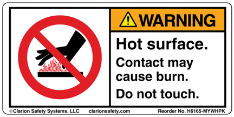 WARNING
Hot surface.
Contact may
cause burn.
Do not touch.
©Clarion Safety Systems, LLC clarionsafety.com Reorder No. H6165-MYWHPK